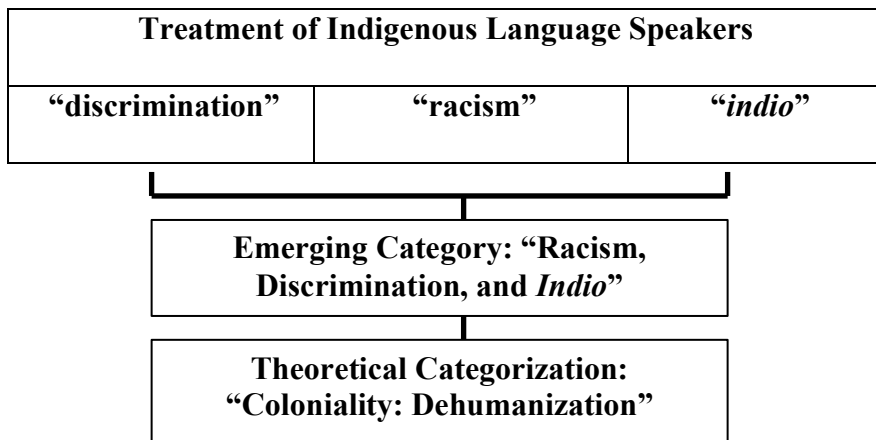 Treatment of Indigenous Language Speakers
“discrimination” “racism” “indio”
Emerging Category: “Racism,
Discrimination, and Indio”
Theoretical Categorization:
“Coloniality: Dehumanization”